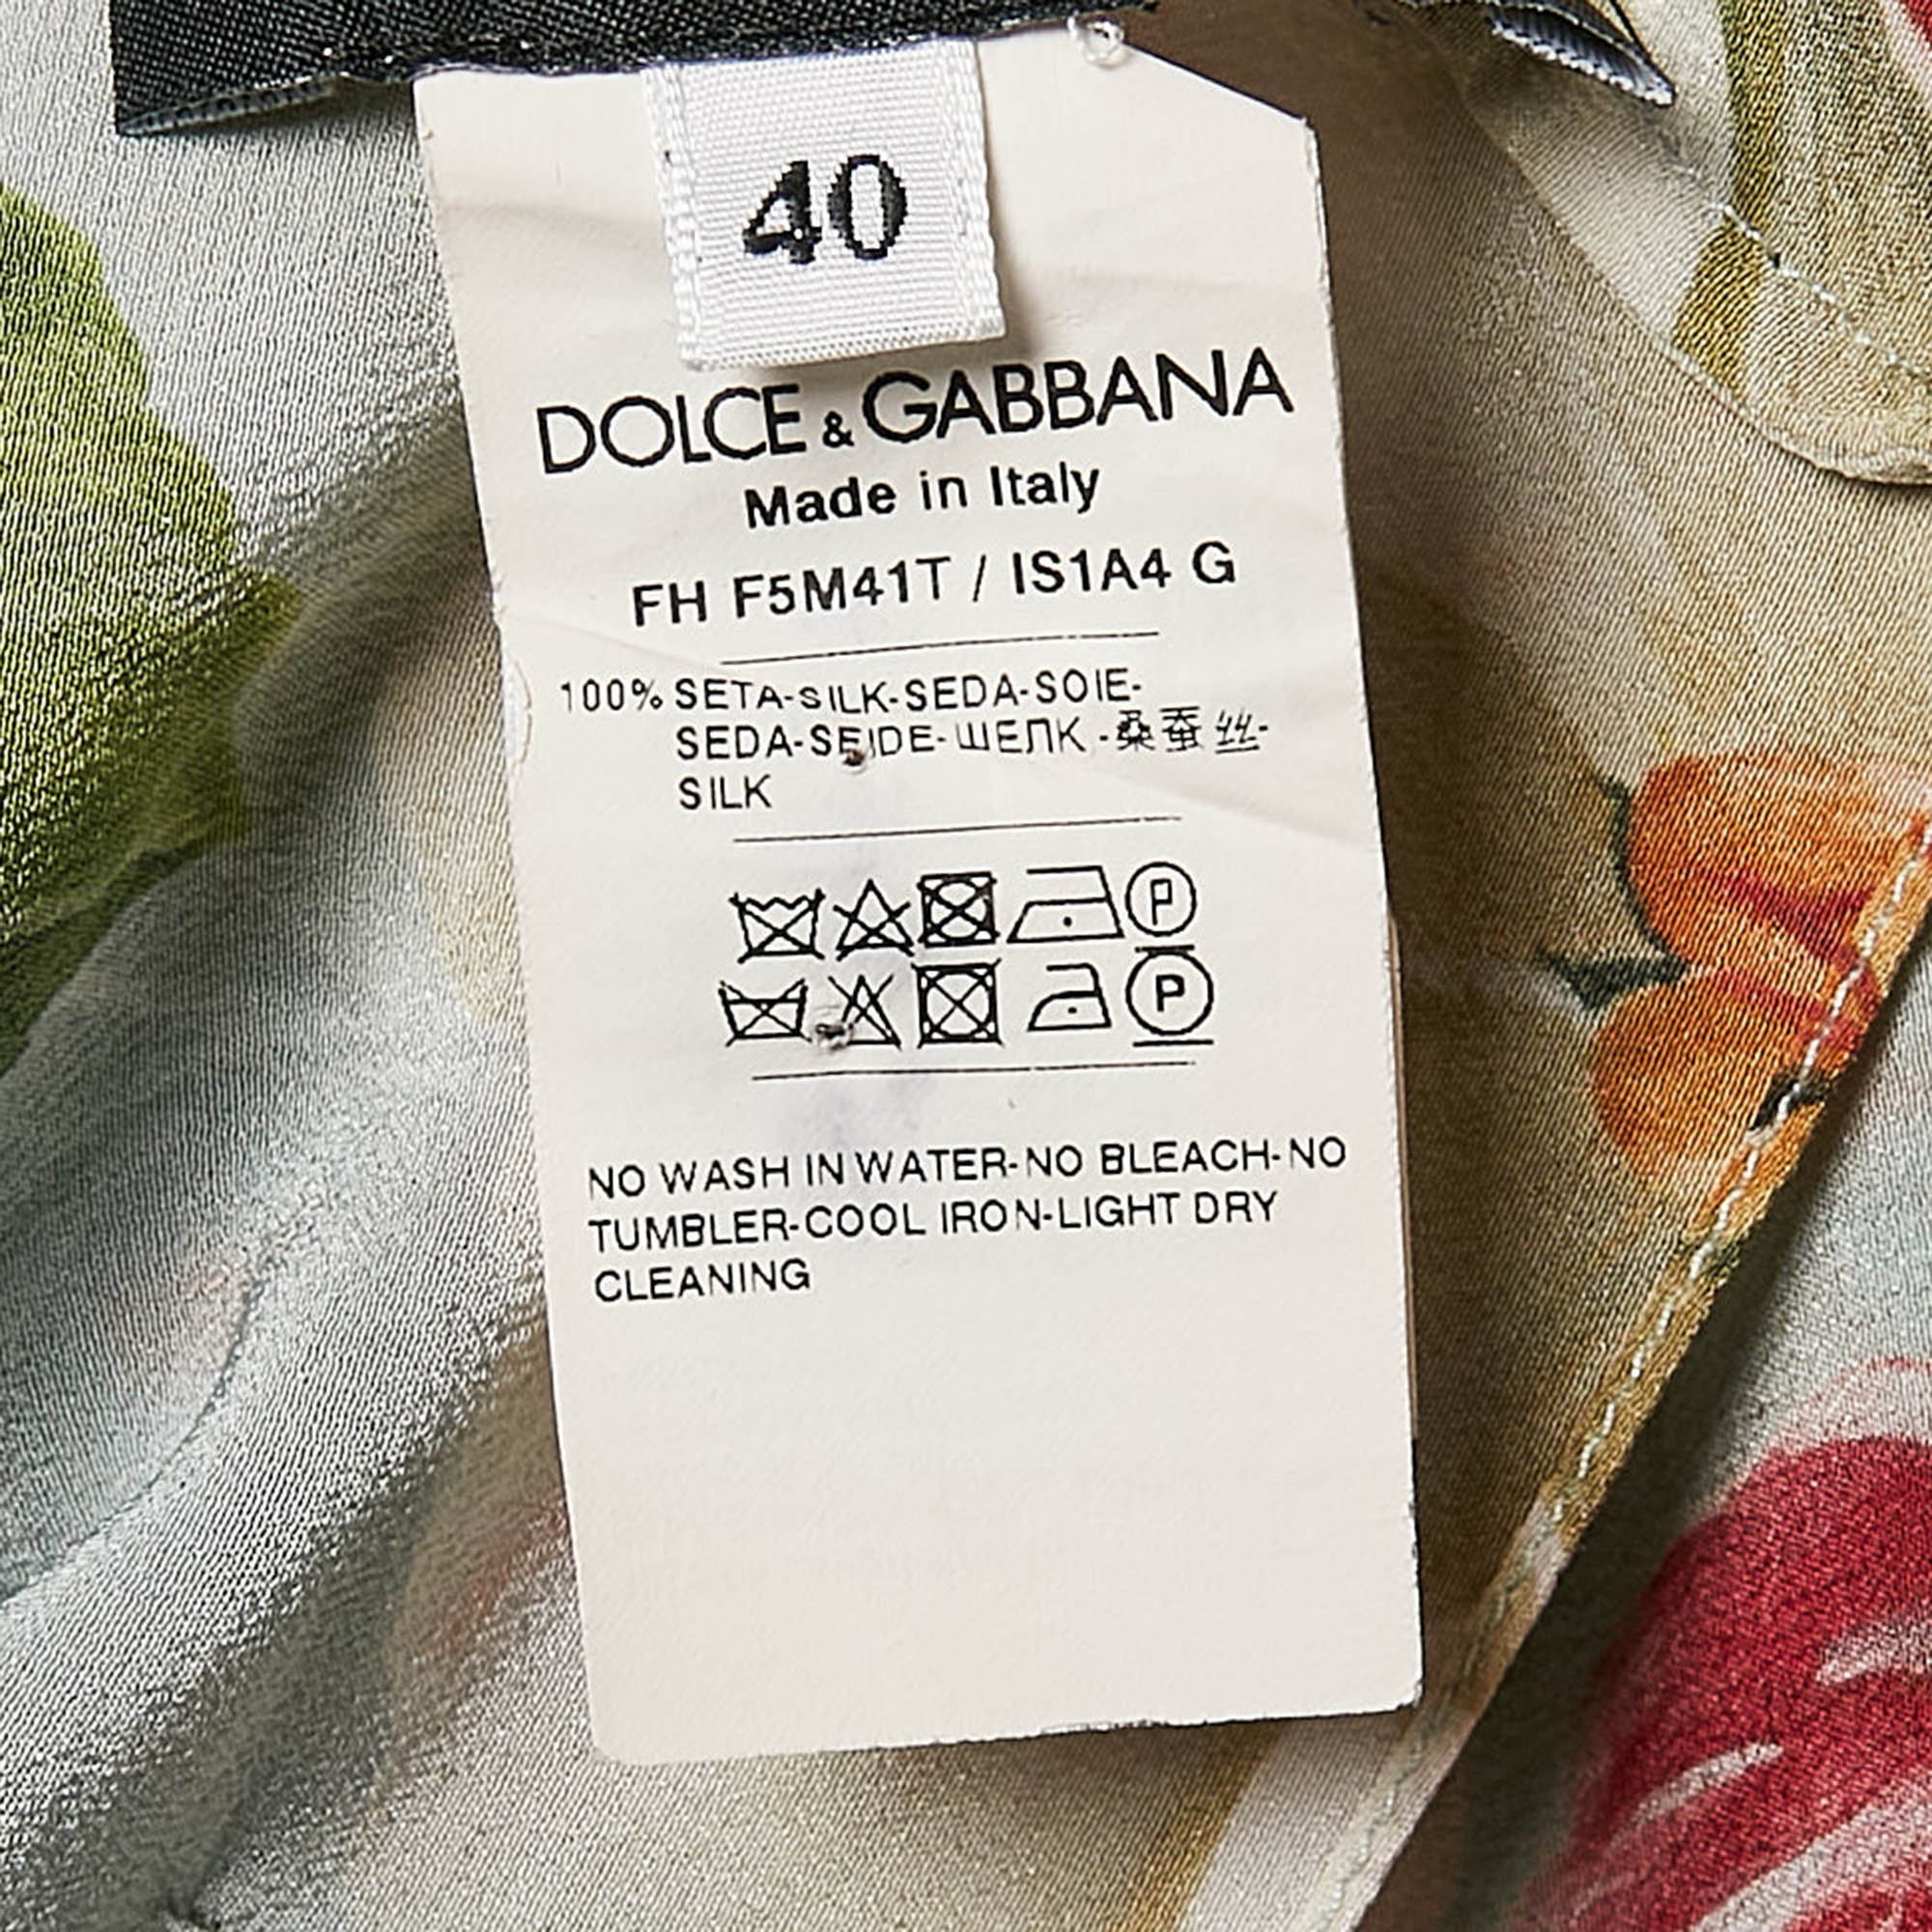 40
DOLCE & GABBANA
Made in Italy
FH F5M41T / IS1A4 G
100% SETA-SILK-SEDA-SOIE-
SEDA-SEIDE-ШЕПК-桑蚕丝-
SILK
P
P
NO WASH IN WATER-NO BLEACH-NO
TUMBLER-COOL IRON-LIGHT DRY
CLEANING